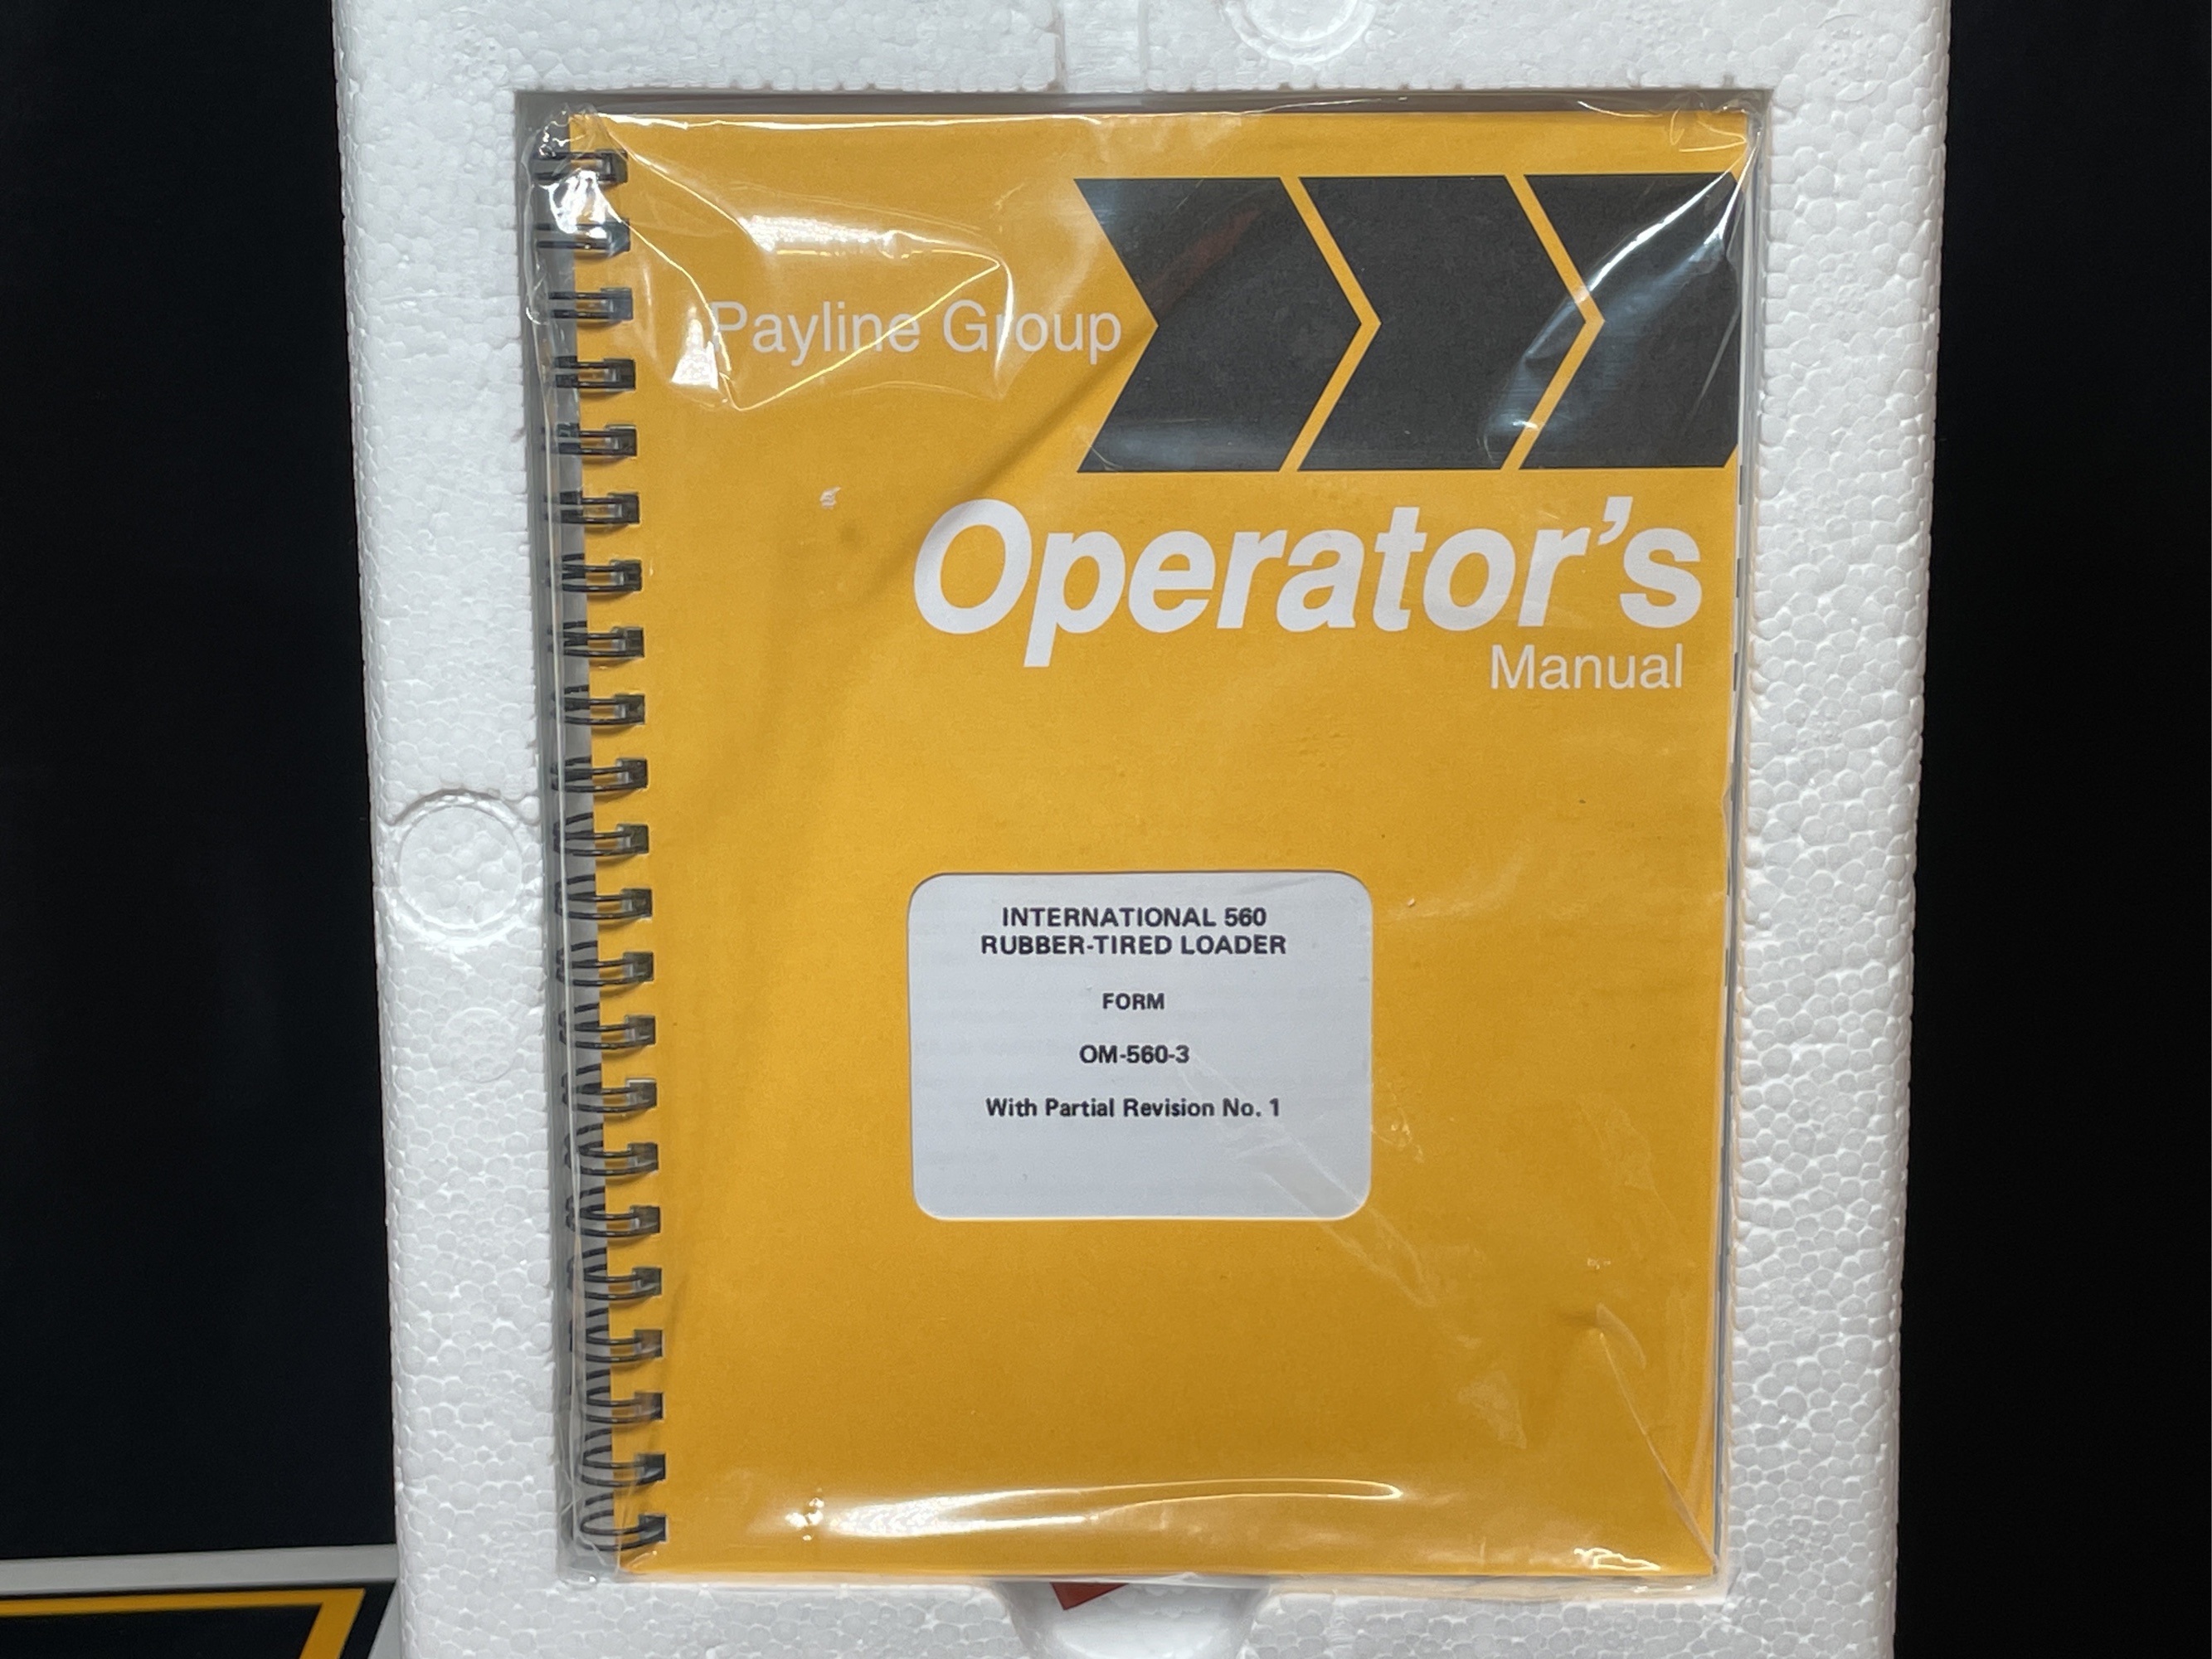 Payline Group
Operator's
Manual
INTERNATIONAL 560
RUBBER-TIRED LOADER
FORM
OM-560-3
With Partial Revision No. 1